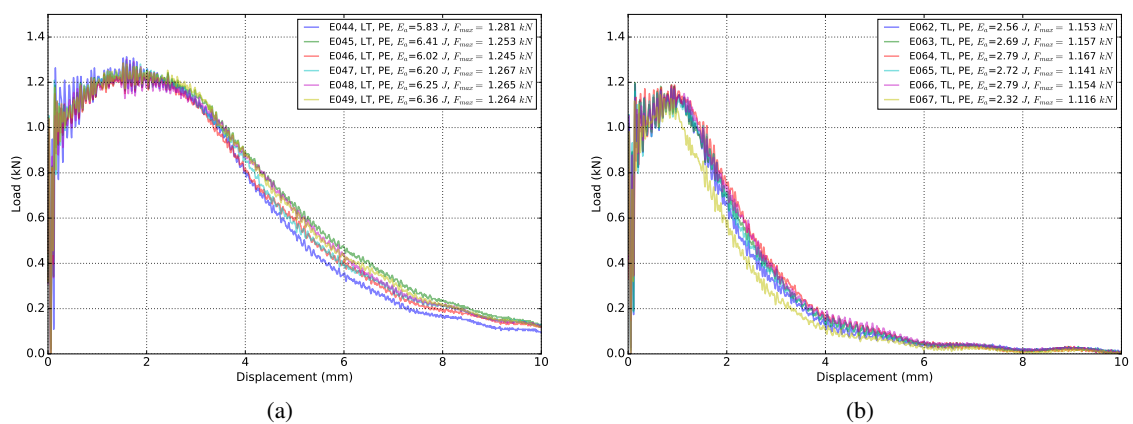 1.4
1.2
1.0
0.8
0.6
0.4
0.2
0.0
Load (kN)
0 2 4 6 8 10
Displacement (mm)
E044, LT, PE, E_a=5.83 J, F_max = 1.281 kN
E045, LT, PE, E_a=6.41 J, F_max = 1.253 kN
E046, LT, PE, E_a=6.02 J, F_max = 1.245 kN
E047, LT, PE, E_a=6.20 J, F_max = 1.267 kN
E048, LT, PE, E_a=6.25 J, F_max = 1.265 kN
E049, LT, PE, E_a=6.36 J, F_max = 1.264 kN
(a)
1.4
1.2
1.0
0.8
0.6
0.4
0.2
0.0
Load (kN)
0 2 4 6 8 10
Displacement (mm)
E062, TL, PE, E_a=2.56 J, F_max = 1.153 kN
E063, TL, PE, E_a=2.69 J, F_max = 1.157 kN
E064, TL, PE, E_a=2.79 J, F_max = 1.167 kN
E065, TL, PE, E_a=2.72 J, F_max = 1.141 kN
E066, TL, PE, E_a=2.79 J, F_max = 1.154 kN
E067, TL, PE, E_a=2.32 J, F_max = 1.116 kN
(b)